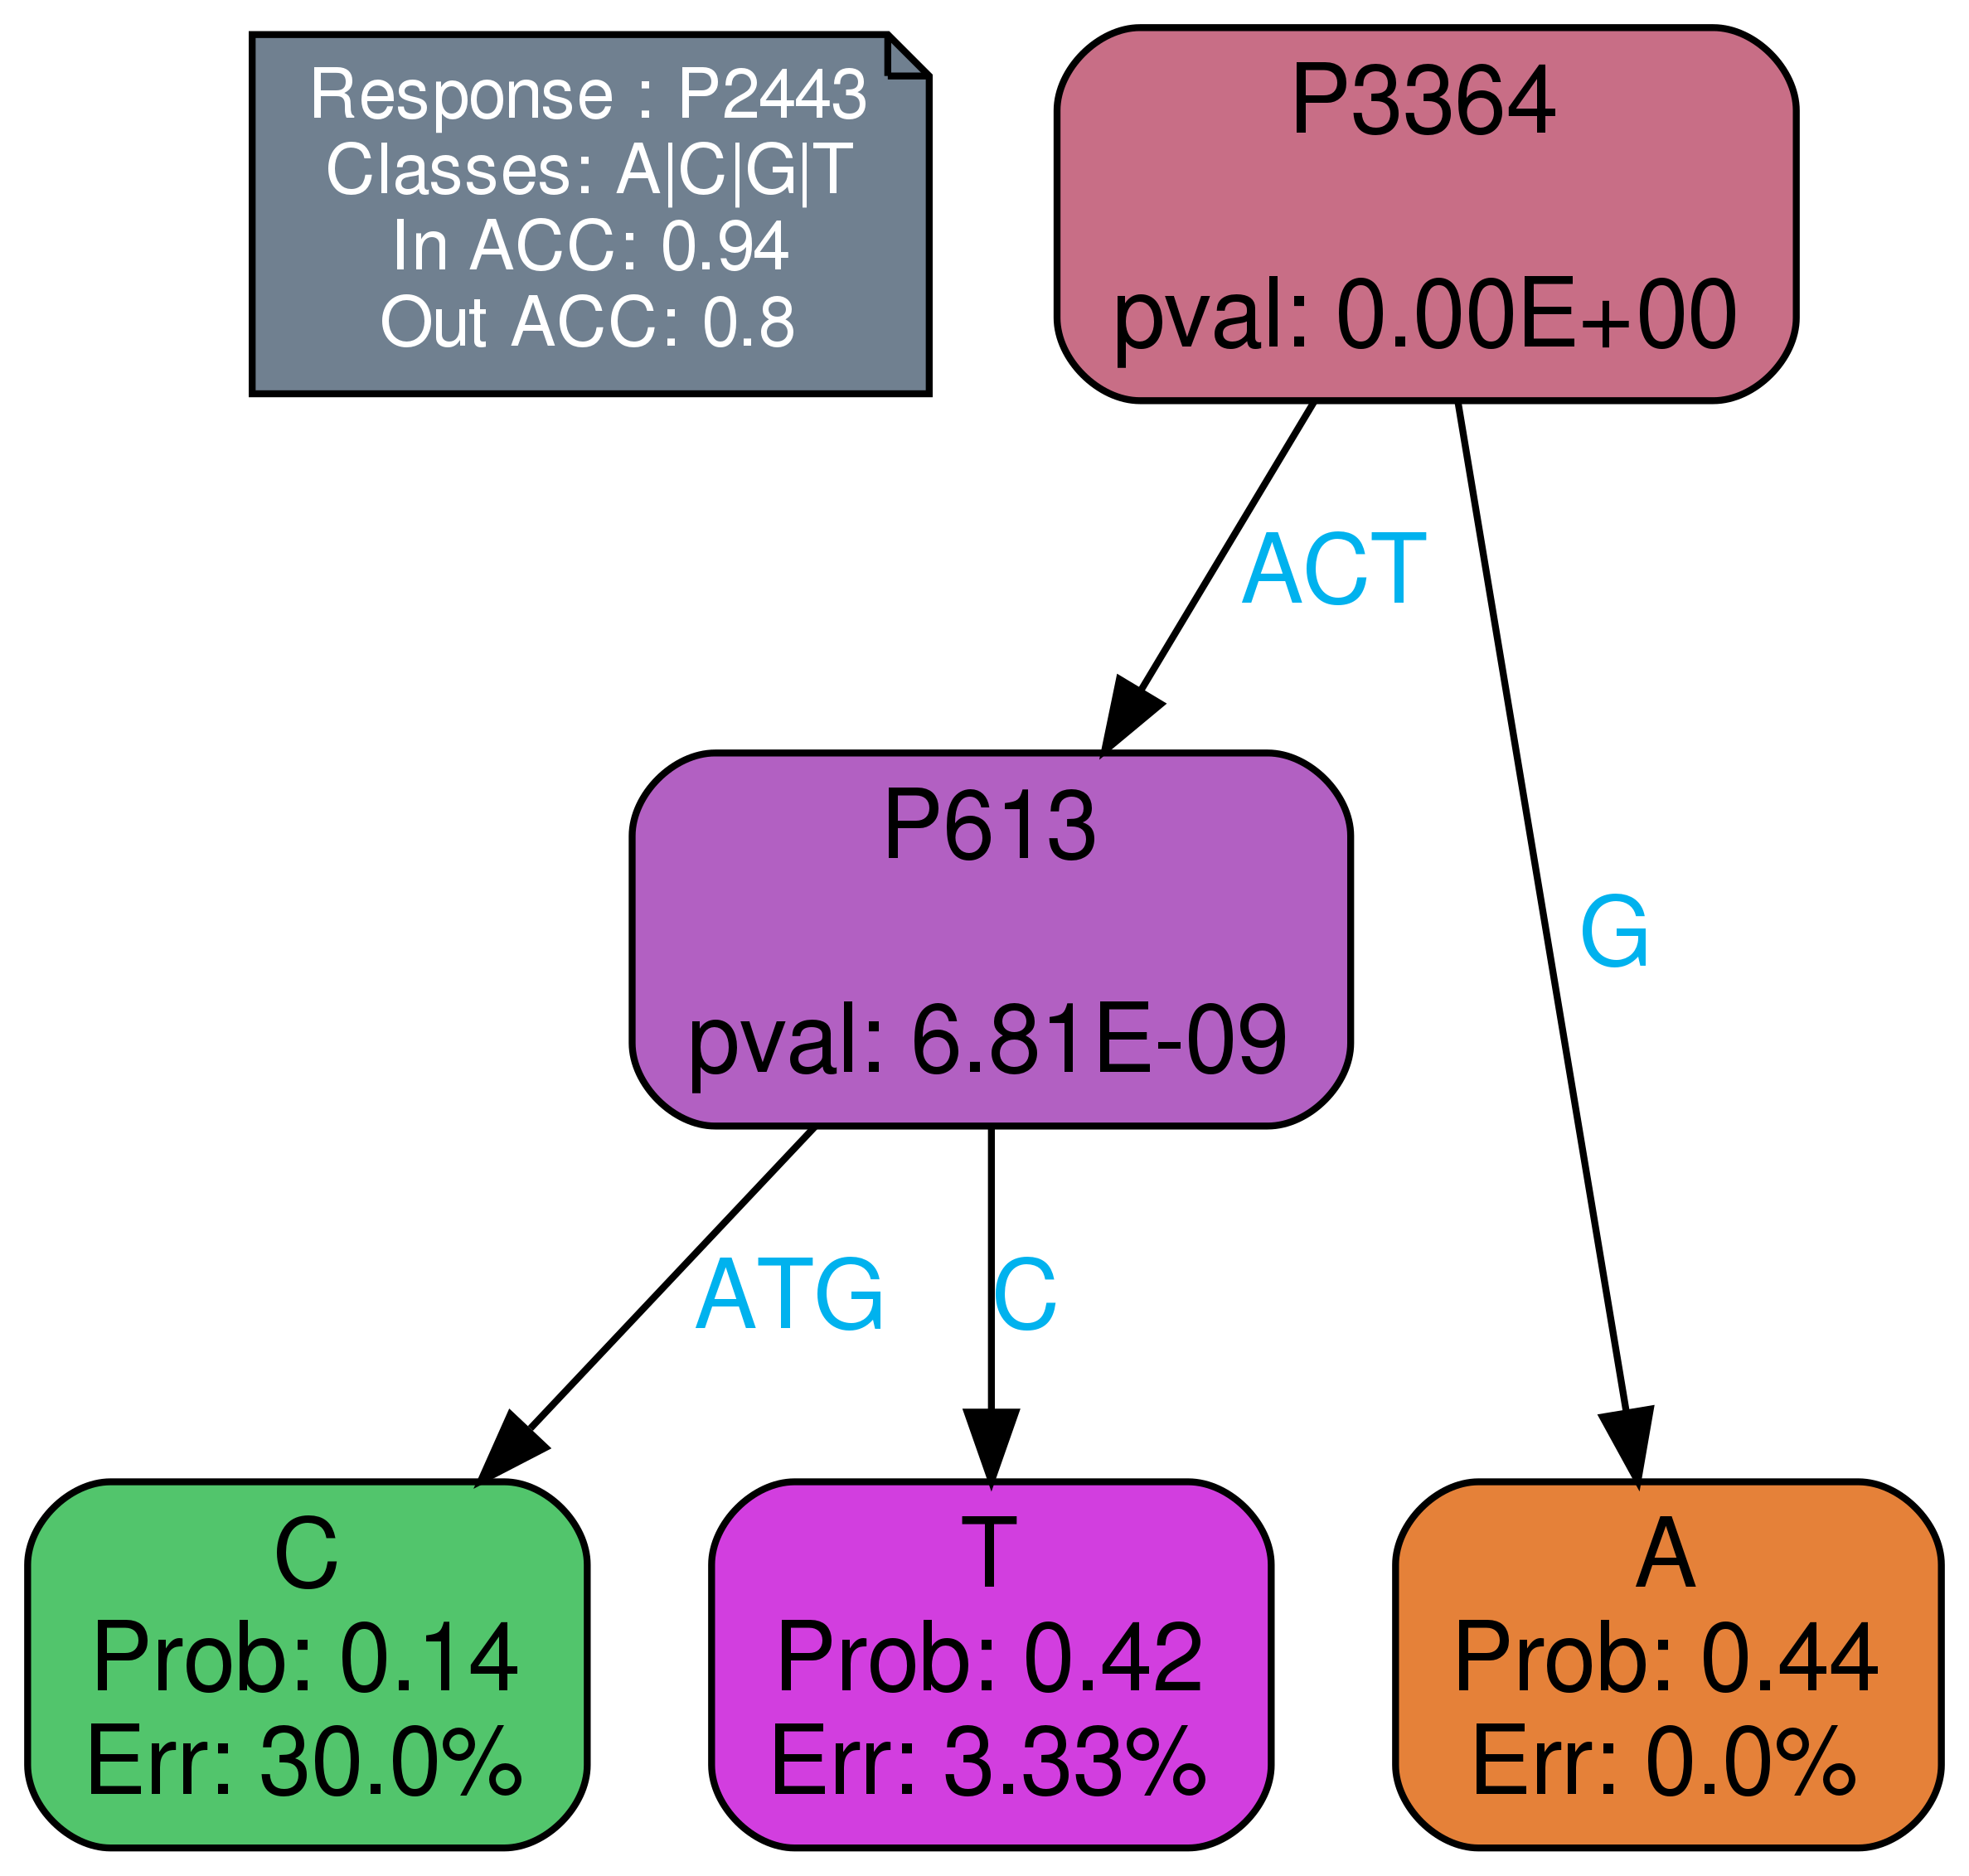 Response : P2443
Classes: A|C|G|T
In ACC: 0.94
Out ACC: 0.8
P3364
pval: 0.00E+00
ACT
G
P613
pval: 6.81E-09
ATG
C
C
Prob: 0.14
Err: 30.0%
T
Prob: 0.42
Err: 3.33%
A
Prob: 0.44
Err: 0.0%